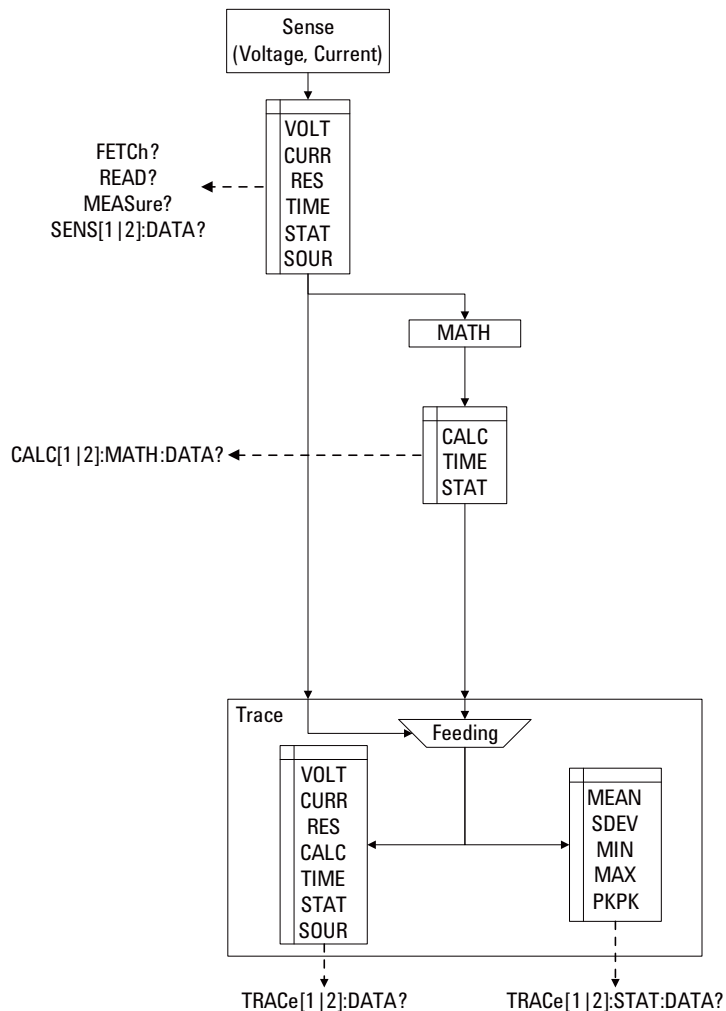 Sense
(Voltage, Current)
VOLT
CURR
RES
TIME
STAT
SOUR
FETCh?
READ?
MEASure?
SENS[1|2]:DATA?
MATH
CALC
TIME
STAT
CALC[1|2]:MATH:DATA?
Trace
Feeding
VOLT
CURR
RES
CALC
TIME
STAT
SOUR
MEAN
SDEV
MIN
MAX
PKPK
TRACe[1|2]:DATA?
TRACe[1|2]:STAT:DATA?